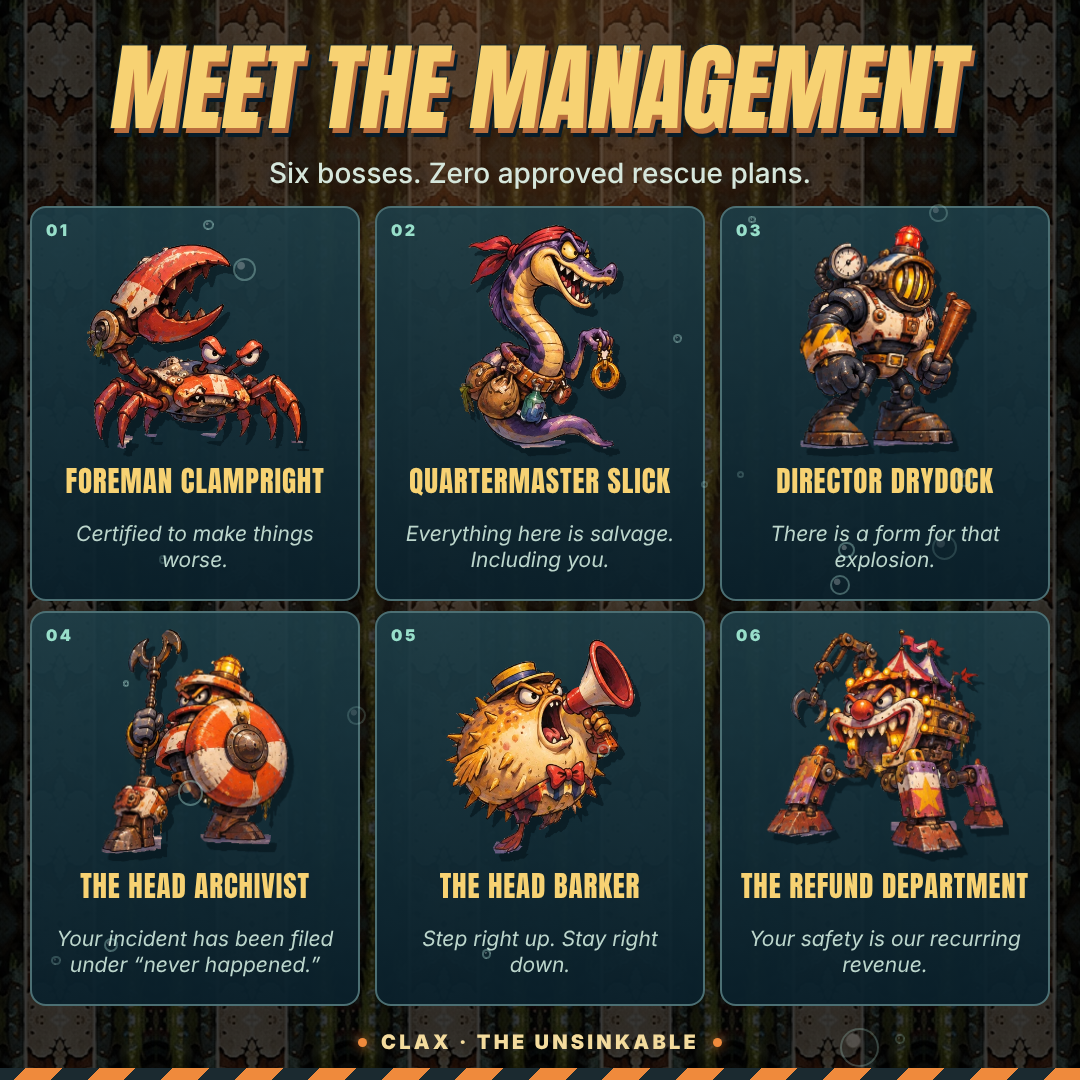 MEET THE MANAGEMENT
Six bosses. Zero approved rescue plans.
01
FOREMAN CLAMPRIGHT
Certified to make things
worse.
02
QUARTERMASTER SLICK
Everything here is salvage.
Including you.
03
DIRECTOR DRYDOCK
There is a form for that
explosion.
04
THE HEAD ARCHIVIST
Your incident has been filed
under “never happened.”
05
THE HEAD BARKER
Step right up. Stay right
down.
06
THE REFUND DEPARTMENT
Your safety is our recurring
revenue.
• CLAX · THE UNSINKABLE •